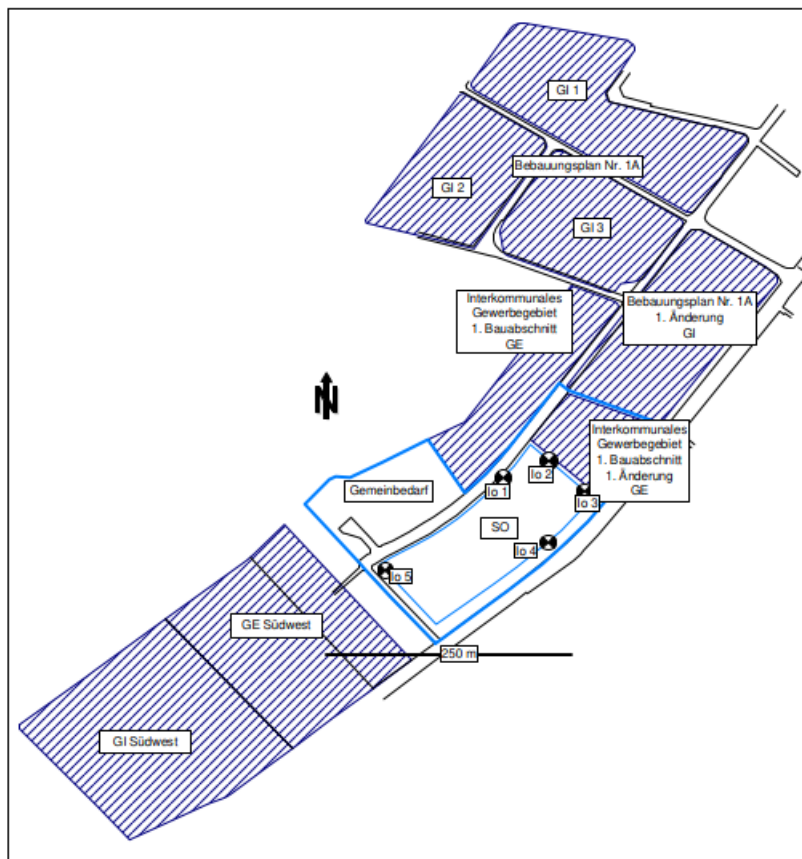 GI 1
Bebauungsplan Nr. 1A
GI 2
GI 3
Interkommunales
Gewerbegebiet
1. Bauabschnitt
GE
Bebauungsplan Nr. 1A
1. Änderung
GI
N
Interkommunales
Gewerbegebiet
1. Bauabschnitt
1. Änderung
GE
Io 2
Io 1
Io 3
Gemeinbedarf
SO
Io 4
Io 5
GE Südwest
250 m
GI Südwest